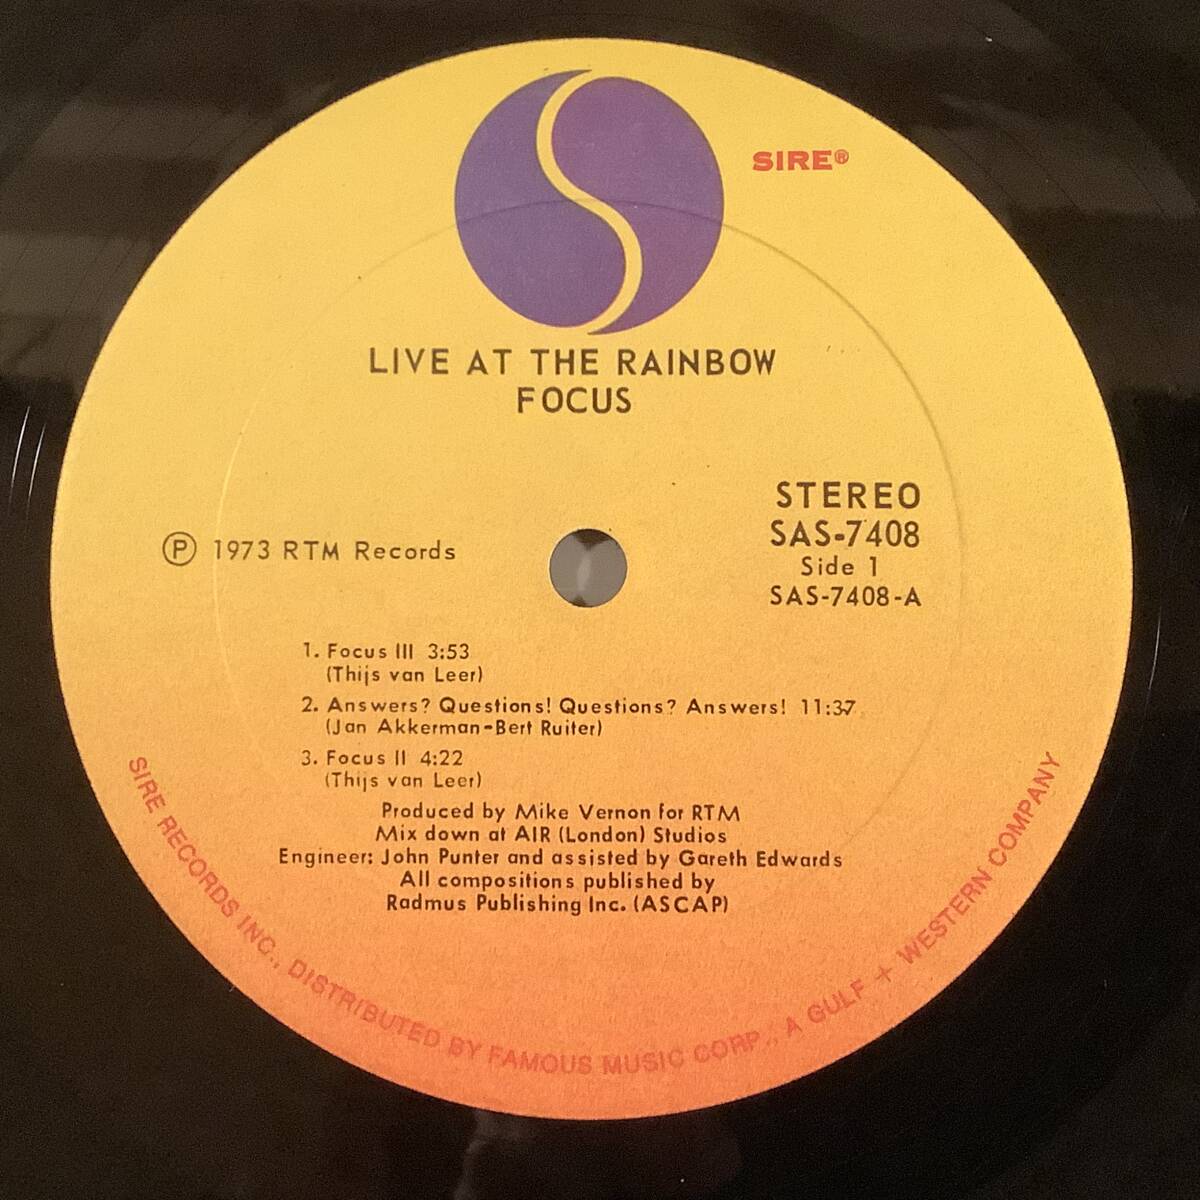 SIRE®
LIVE AT THE RAINBOW
FOCUS
STEREO
SAS-7408
Side 1
SAS-7408-A
Ⓟ 1973 RTM Records
1. Focus III 3:53
(Thijs van Leer)
2. Answers? Questions! Questions? Answers! 11:37
(Jan Akkerman-Bert Ruiter)
3. Focus II 4:22
(Thijs van Leer)
Produced by Mike Vernon for RTM
Mix down at AIR (London) Studios
Engineer: John Punter and assisted by Gareth Edwards
All compositions published by
Radmus Publishing Inc. (ASCAP)
SIRE RECORDS INC., DISTRIBUTED BY FAMOUS MUSIC CORP., A GULF + WESTERN COMPANY